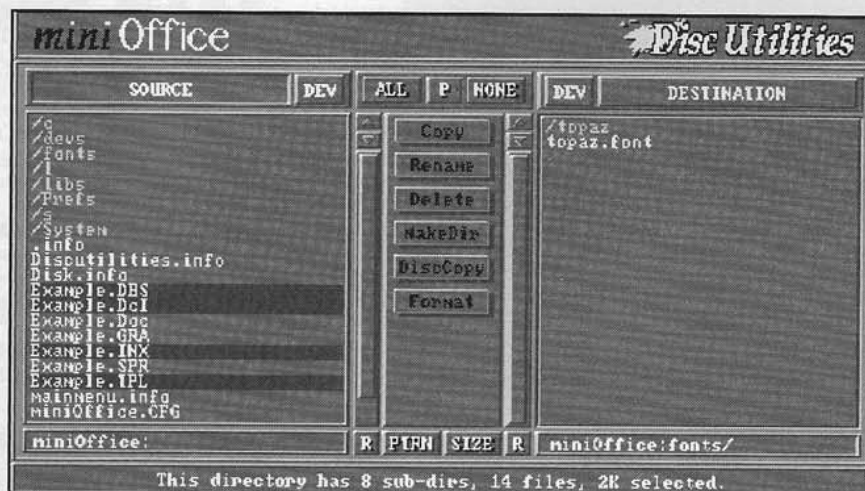 mini Office
Disc Utilities
SOURCE DEV ALL P NONE DEV DESTINATION
/c
/devs
/fonts
/l
/libs
/Prefs
/s
/System
.info
Discutilities.info
Disk.info
Example.DBS
Example.DcI
Example.Doc
Example.GRA
Example.INX
Example.SPR
Example.TPL
mainmenu.info
miniOffice.CFG
Copy
Rename
Delete
MakeDir
DiscCopy
Format
/topaz
topaz.font
miniOffice: R SIZE R miniOffice:fonts/
This directory has 8 sub-dirs, 14 files, 2K selected.